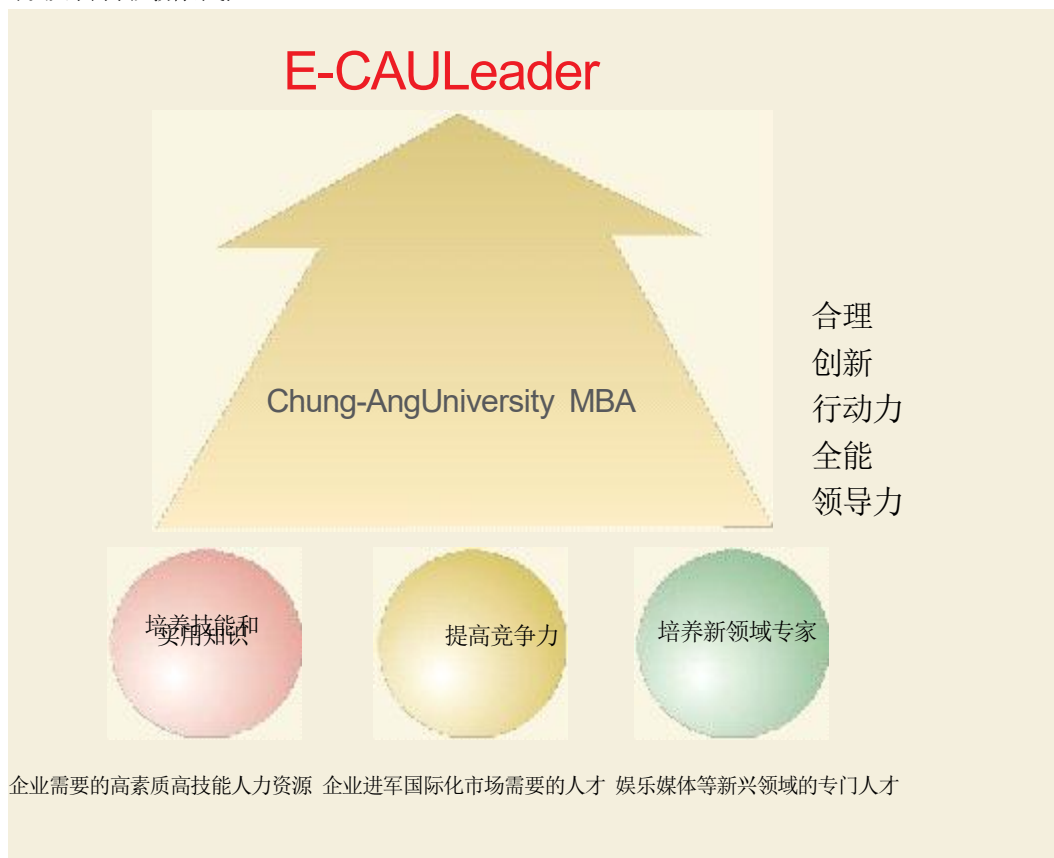 E-CAULeader
合理
创新
Chung-AngUniversity MBA
行动力
全能
领导力
培养技能和
实用知识
提高竞争力
培养新领域专家
企业需要的高素质高技能人力资源 企业进军国际化市场需要的人才 娱乐媒体等新兴领域的专门人才